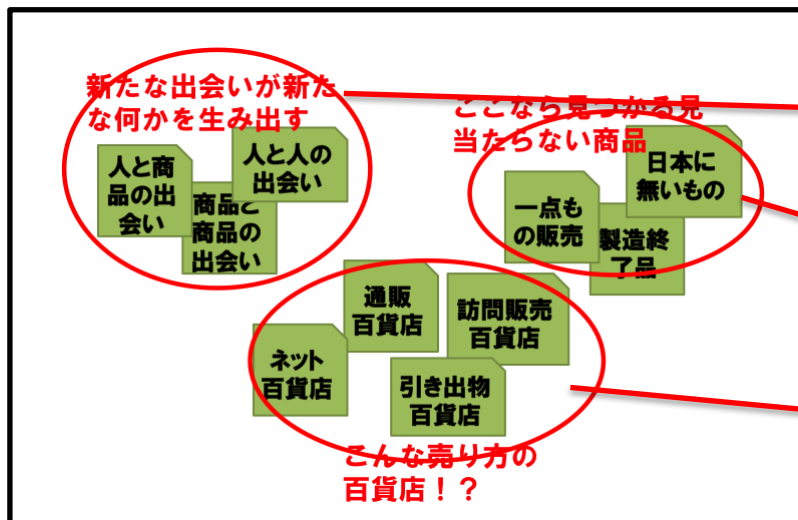 新たな出会いが新た
な何かを生み出す
人と商
品の出
会い
人と人の
出会い
商品と
商品の
出会い
ここなら見つかる見
当たらない商品
一点も
の販売
日本に
無いもの
製造終
了品
通販
百貨店
訪問販売
百貨店
ネット
百貨店
引き出物
百貨店
こんな売り方の
百貨店！？